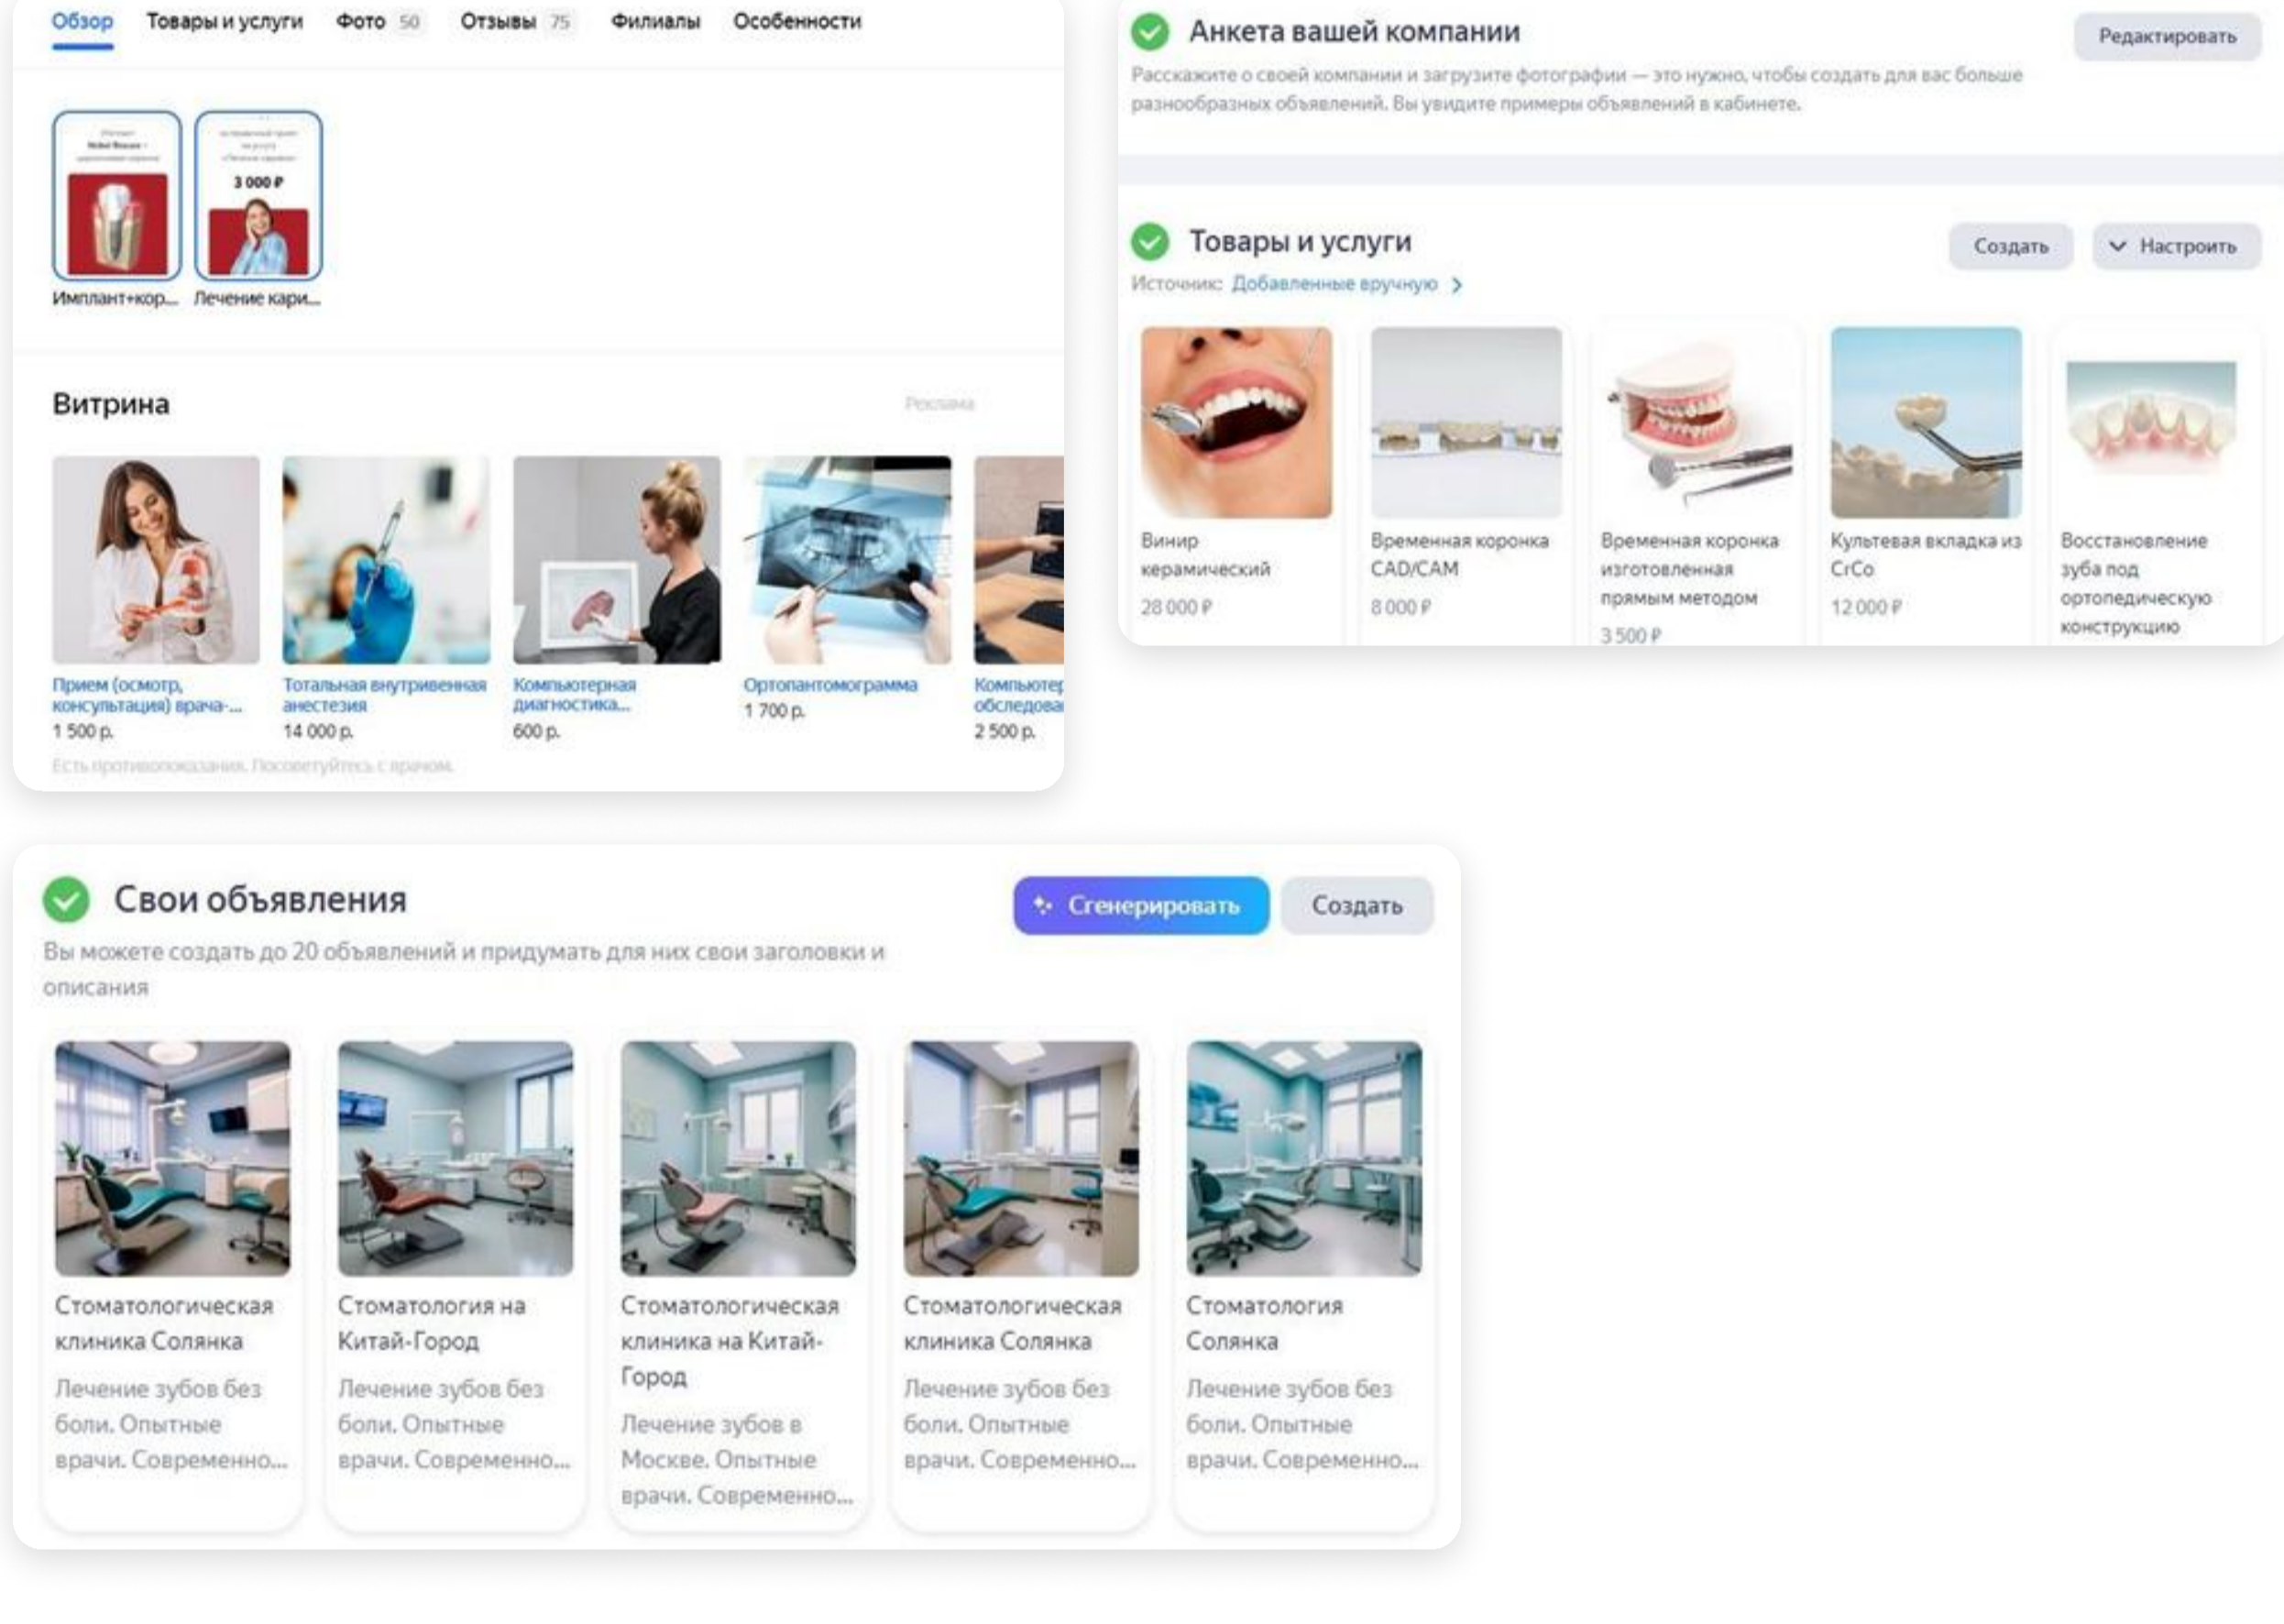 Обзор Товары и услуги Фото 50 Отзывы 75 Филиалы Особенности
Nobel Biocare
3 000 ₽
Имплант+кор... Лечение кари...
Витрина Реклама
Прием (осмотр, консультация) врача-...
1 500 р.
Тотальная внутривенная анестезия
14 000 р.
Компьютерная диагностика...
600 р.
Ортопантомограмма
1 700 р.
Компьютер
обследова
2 500 р.
Есть противопоказания. Посоветуйтесь с врачом.
Анкета вашей компании
Редактировать
Расскажите о своей компании и загрузите фотографии — это нужно, чтобы создать для вас больше
разнообразных объявлений. Вы увидите примеры объявлений в кабинете.
Товары и услуги
Создать Настроить
Источник: Добавленные вручную
Винир
керамический
28 000 ₽
Временная коронка
CAD/CAM
8 000 ₽
Временная коронка
изготовленная
прямым методом
3 500 ₽
Культевая вкладка из
CrCo
12 000 ₽
Восстановление
зуба под
ортопедическую
конструкцию
Свои объявления
Сгенерировать Создать
Вы можете создать до 20 объявлений и придумать для них свои заголовки и
описания
Стоматологическая
клиника Солянка
Лечение зубов без
боли. Опытные
врачи. Современно...
Стоматология на
Китай-Город
Лечение зубов без
боли. Опытные
врачи. Современно...
Стоматологическая
клиника на Китай-
Город
Лечение зубов в
Москве. Опытные
врачи. Современно...
Стоматологическая
клиника Солянка
Лечение зубов без
боли. Опытные
врачи. Современно...
Стоматология
Солянка
Лечение зубов без
боли. Опытные
врачи. Современно...